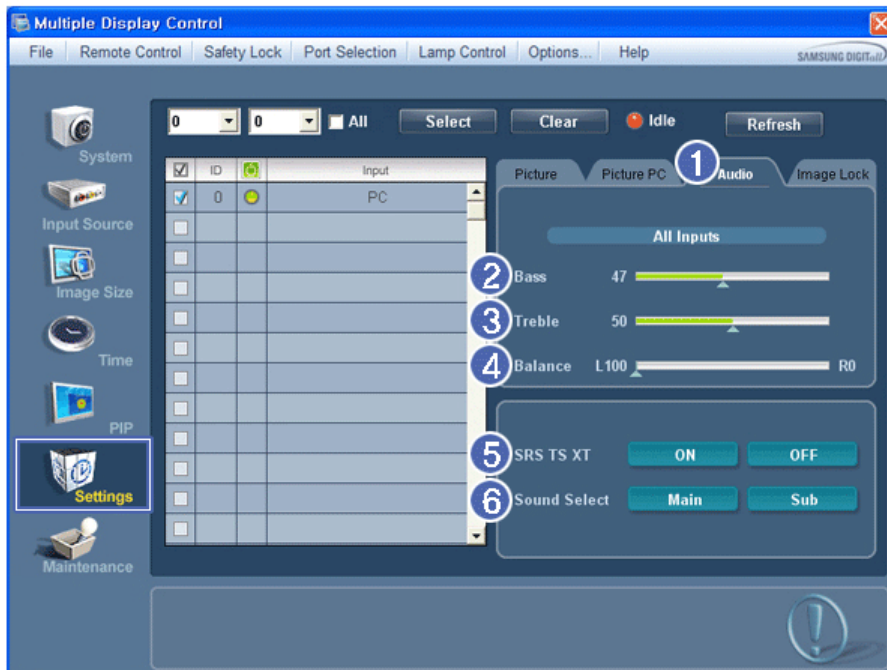 Multiple Display Control
File Remote Control Safety Lock Port Selection Lamp Control Options... Help SAMSUNG DIGITall
0 0 All Select Clear Idle Refresh
System
Input Source
Image Size
Time
PIP
Settings
Maintenance
ID Input
0 PC
Picture Picture PC 1 Audio Image Lock
All Inputs
2 Bass 47
3 Treble 50
4 Balance L100 R0
5 SRS TS XT ON OFF
6 Sound Select Main Sub